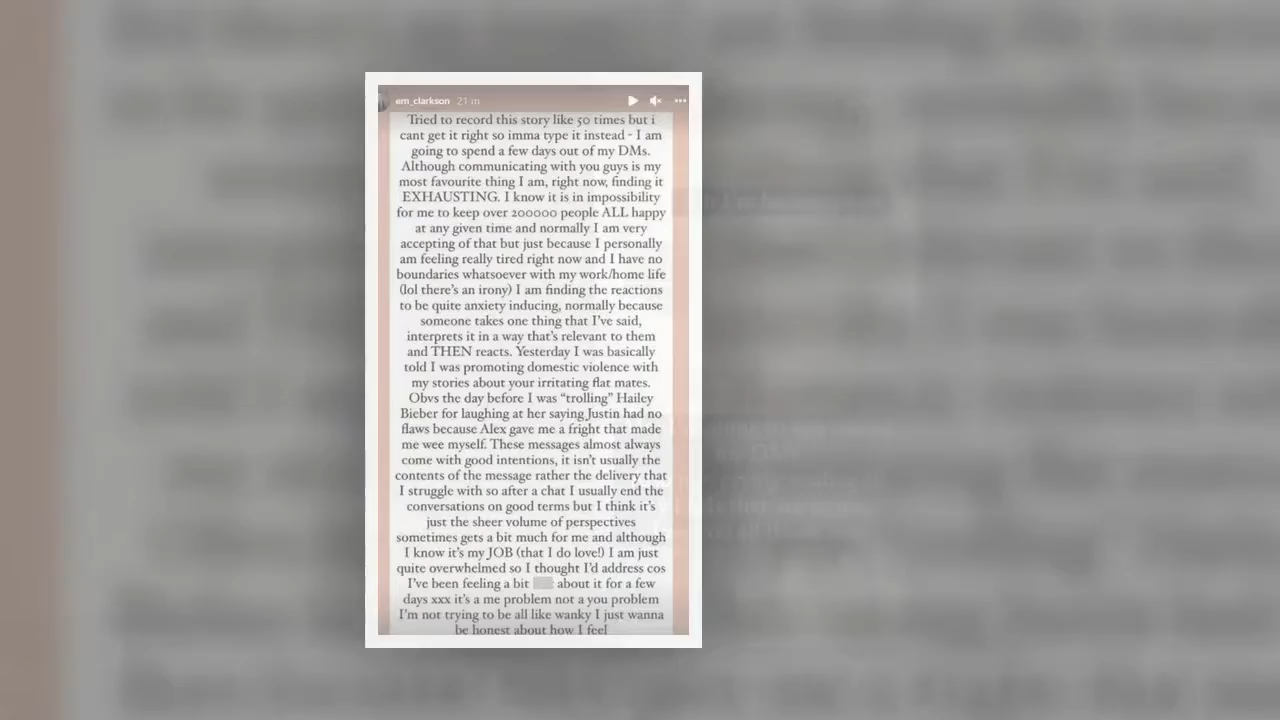 em_clarkson 21 m
Tried to record this story like 50 times but i
cant get it right so imma type it instead - I am
going to spend a few days out of my DMs.
Although communicating with you guys is my
most favourite thing I am, right now, finding it
EXHAUSTING. I know it is in impossibility
for me to keep over 200000 people ALL happy
at any given time and normally I am very
accepting of that but just because I personally
am feeling really tired right now and I have no
boundaries whatsoever with my work/home life
(lol there's an irony) I am finding the reactions
to be quite anxiety inducing, normally because
someone takes one thing that I've said,
interprets it in a way that's relevant to them
and THEN reacts. Yesterday I was basically
told I was promoting domestic violence with
my stories about your irritating flat mates.
Obvs the day before I was “trolling” Hailey
Bieber for laughing at her saying Justin had no
flaws because Alex gave me a fright that made
me wee myself. These messages almost always
come with good intentions, it isn't usually the
contents of the message rather the delivery that
I struggle with so after a chat I usually end the
conversations on good terms but I think it's
just the sheer volume of perspectives
sometimes gets a bit much for me and although
I know it's my JOB (that I do love!) I am just
quite overwhelmed so I thought I'd address cos
I've been feeling a bit about it for a few
days xxx it's a me problem not a you problem
I'm not trying to be all like wanky I just wanna
be honest about how I feel